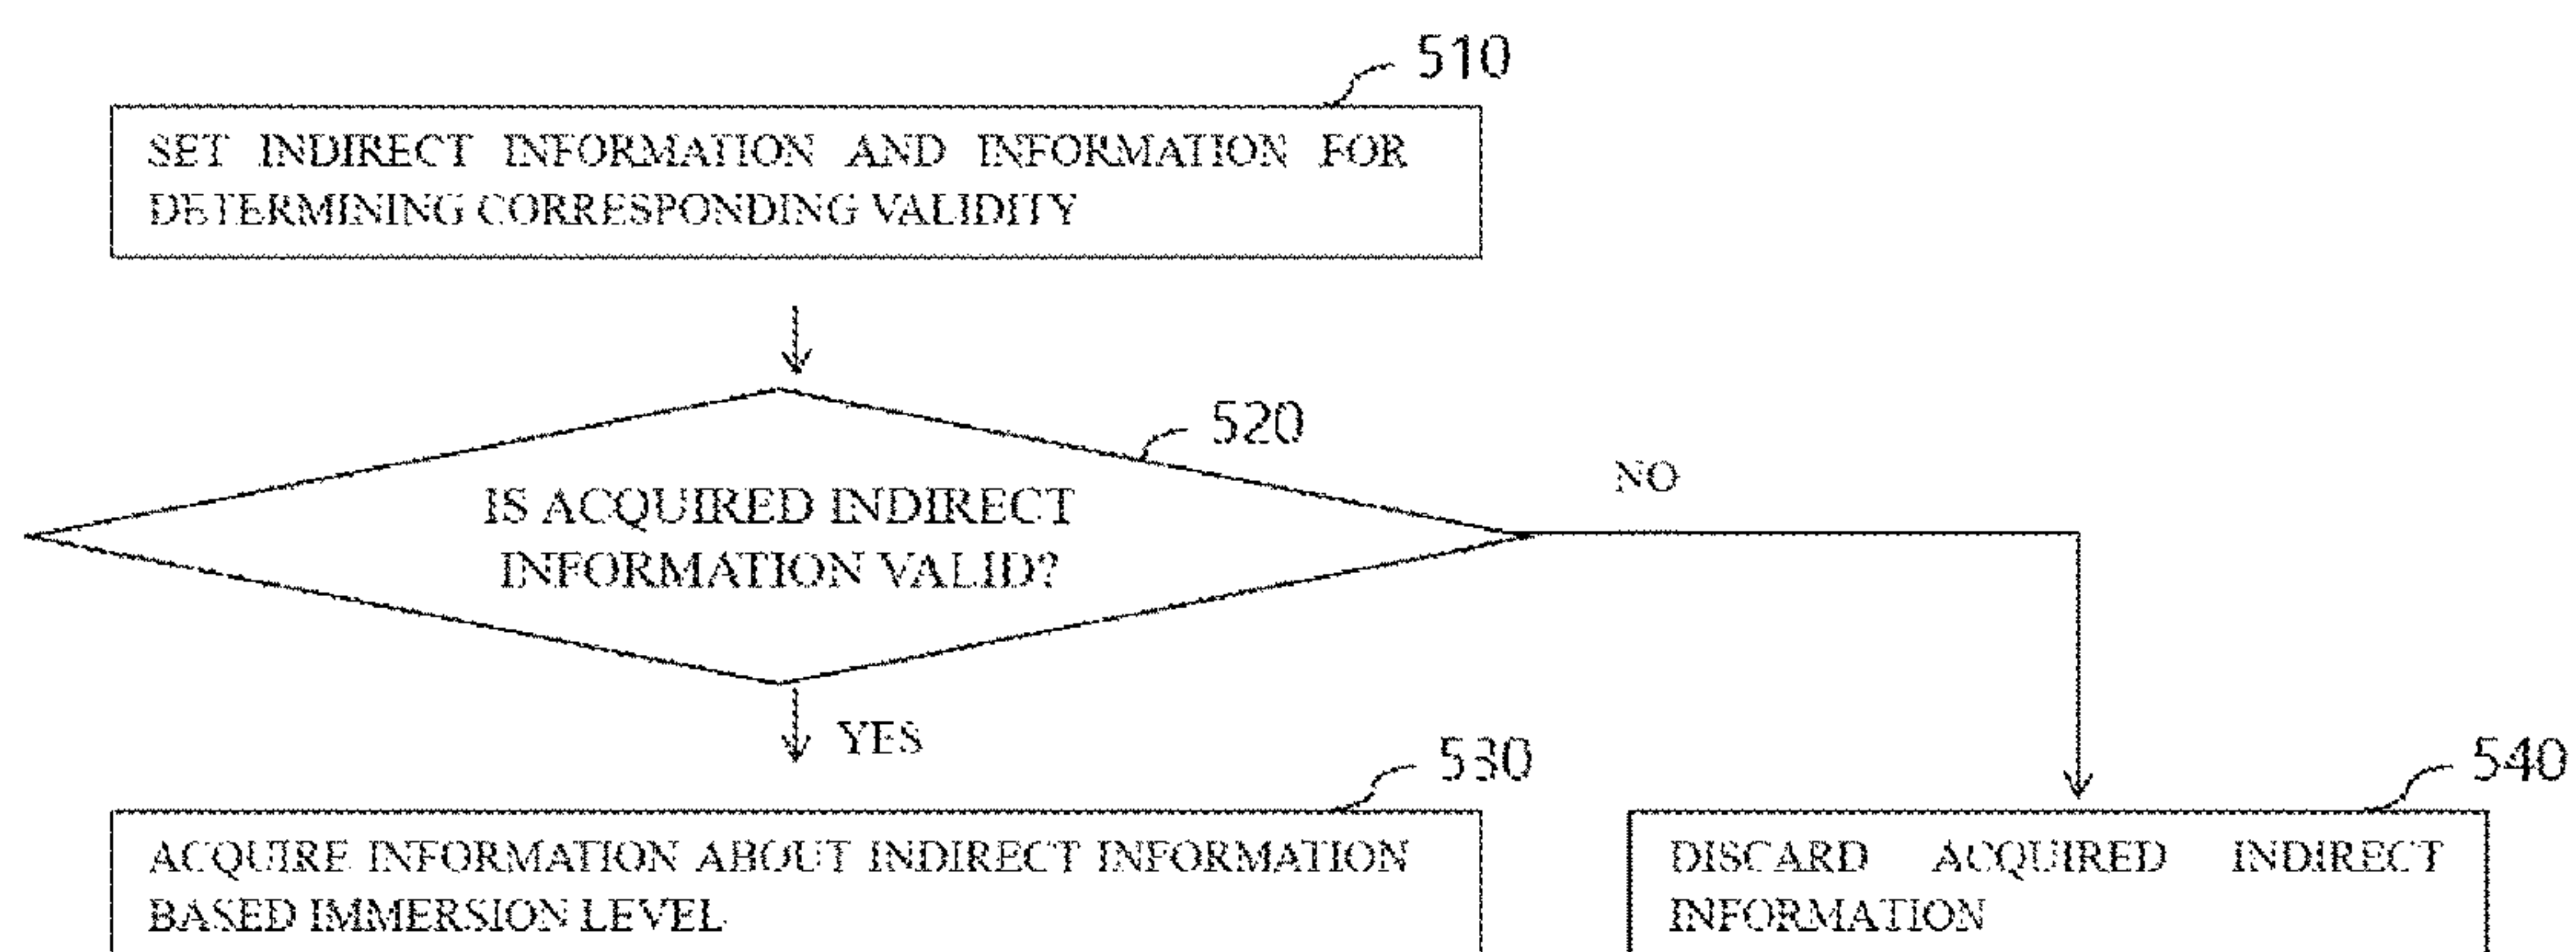 510
SET INDIRECT INFORMATION AND INFORMATION FOR
DETERMINING CORRESPONDING VALIDITY
520
IS ACQUIRED INDIRECT
INFORMATION VALID?
NO
YES
530
ACQUIRE INFORMATION ABOUT INDIRECT INFORMATION
BASED IMMERSION LEVEL
540
DISCARD ACQUIRED INDIRECT
INFORMATION